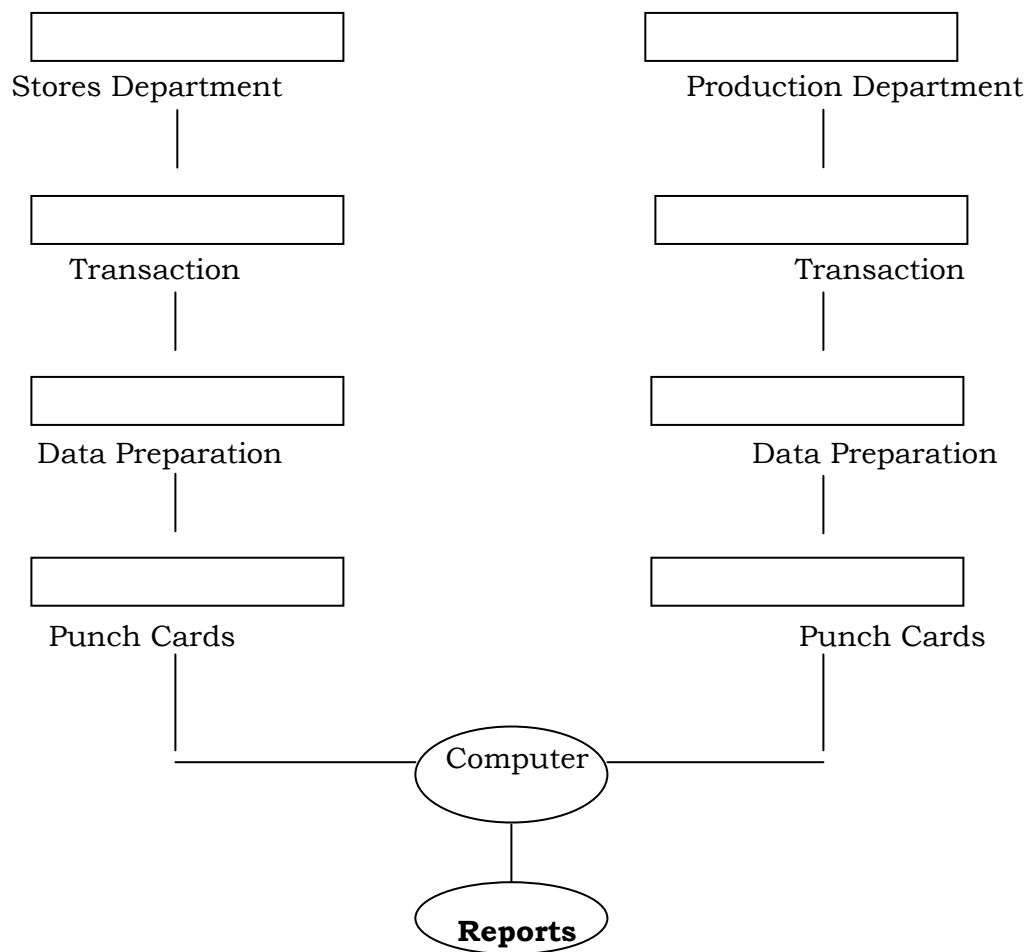 Stores Department
Production Department
Transaction
Transaction
Data Preparation
Data Preparation
Punch Cards
Punch Cards
Computer
Reports